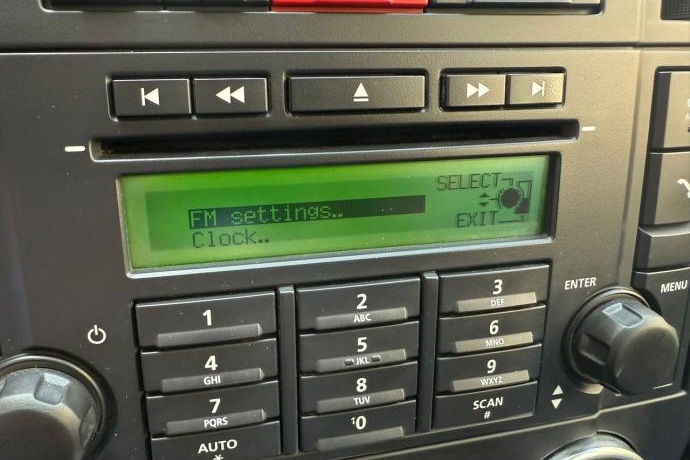 SELECT
FM settings..
EXIT
Clock..
ENTER
MENU
1
2
ABC
3
DEF
4
GHI
5
JKL
6
MNO
7
PQRS
8
TUV
9
WXYZ
AUTO
*
0
SCAN
#